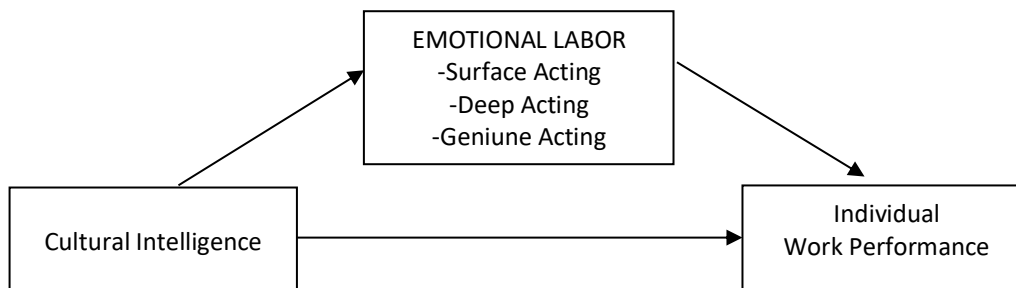 EMOTIONAL LABOR
-Surface Acting
-Deep Acting
-Geniune Acting
Cultural Intelligence
Individual
Work Performance